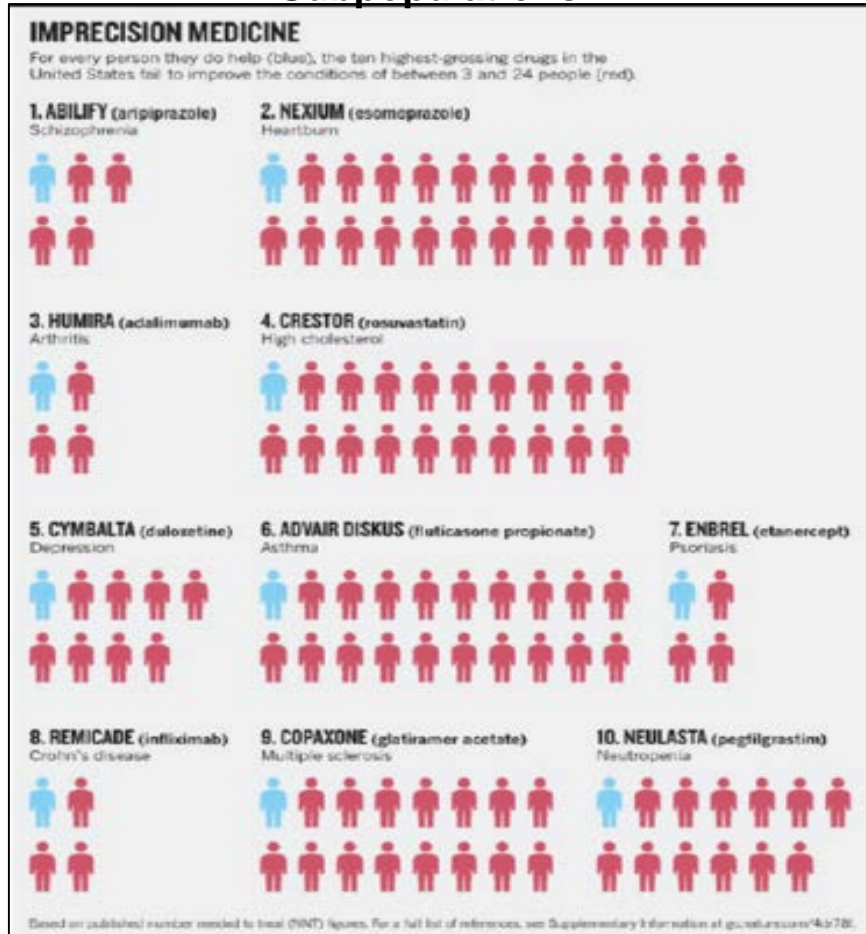 IMPRECISION MEDICINE
For every person they do help (blue), the ten highest-grossing drugs in the
United States fail to improve the conditions of between 3 and 24 people (red).
1. ABILIFY (aripiprazole)
Schizophrenia
2. NEXIUM (esomeprazole)
Heartburn
3. HUMIRA (adalimumab)
Arthritis
4. CRESTOR (rosuvastatin)
High cholesterol
5. CYMBALTA (duloxetine)
Depression
6. ADVAIR DISKUS (fluticasone propionate)
Asthma
7. ENBREL (etanercept)
Psoriasis
8. REMICADE (infliximab)
Crohn's disease
9. COPAXONE (glatiramer acetate)
Multiple sclerosis
10. NEULASTA (pegfilgrastim)
Neutropenia
Based on published number needed to treat (NNT) figures. For a full list of references, see Supplementary Information at